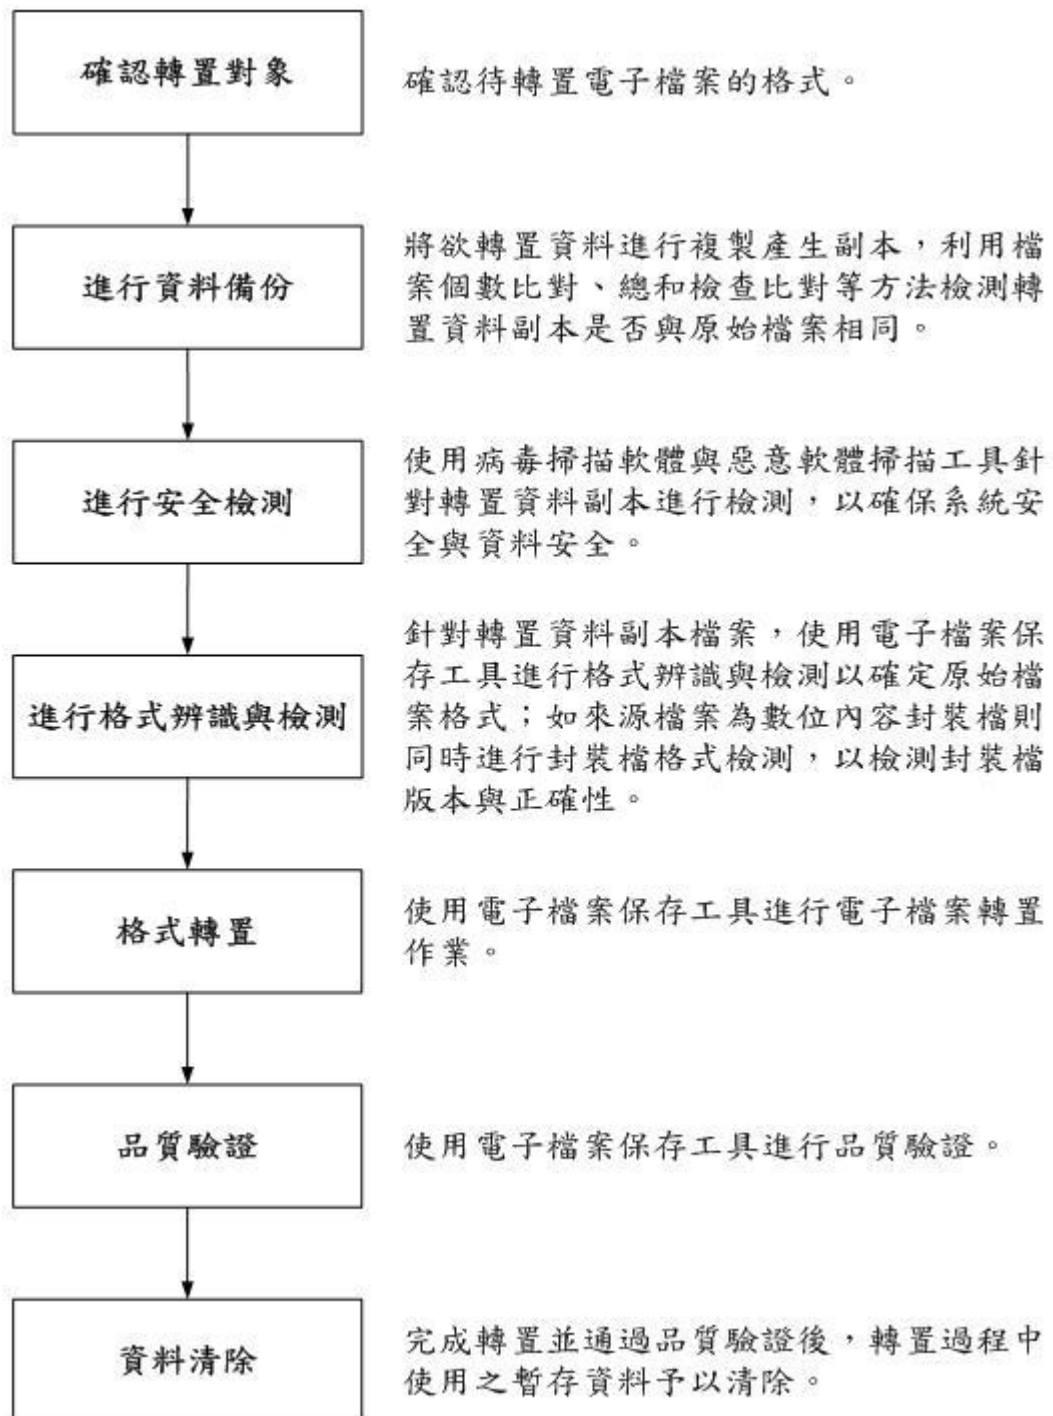 確認轉置對象
確認待轉置電子檔案的格式。
進行資料備份
將欲轉置資料進行複製產生副本，利用檔
案個數比對、總和檢查比對等方法檢測轉
置資料副本是否與原始檔案相同。
進行安全檢測
使用病毒掃描軟體與惡意軟體掃描工具針
對轉置資料副本進行檢測，以確保系統安
全與資料安全。
進行格式辨識與檢測
針對轉置資料副本檔案，使用電子檔案保
存工具進行格式辨識與檢測以確定原始檔
案格式；如來源檔案為數位內容封裝檔則
同時進行封裝檔格式檢測，以檢測封裝檔
版本與正確性。
格式轉置
使用電子檔案保存工具進行電子檔案轉置
作業。
品質驗證
使用電子檔案保存工具進行品質驗證。
資料清除
完成轉置並通過品質驗證後，轉置過程中
使用之暫存資料予以清除。